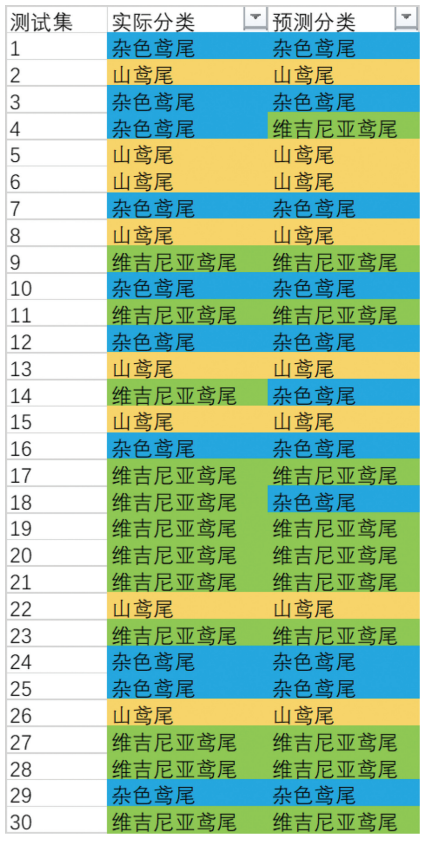 测试集 实际分类 预测分类
1 杂色鸢尾 杂色鸢尾
2 山鸢尾 山鸢尾
3 杂色鸢尾 杂色鸢尾
4 杂色鸢尾 维吉尼亚鸢尾
5 山鸢尾 山鸢尾
6 山鸢尾 山鸢尾
7 杂色鸢尾 杂色鸢尾
8 山鸢尾 山鸢尾
9 维吉尼亚鸢尾 维吉尼亚鸢尾
10 杂色鸢尾 杂色鸢尾
11 维吉尼亚鸢尾 维吉尼亚鸢尾
12 杂色鸢尾 杂色鸢尾
13 山鸢尾 山鸢尾
14 维吉尼亚鸢尾 杂色鸢尾
15 山鸢尾 山鸢尾
16 杂色鸢尾 杂色鸢尾
17 维吉尼亚鸢尾 维吉尼亚鸢尾
18 维吉尼亚鸢尾 杂色鸢尾
19 维吉尼亚鸢尾 维吉尼亚鸢尾
20 维吉尼亚鸢尾 维吉尼亚鸢尾
21 维吉尼亚鸢尾 维吉尼亚鸢尾
22 山鸢尾 山鸢尾
23 维吉尼亚鸢尾 维吉尼亚鸢尾
24 杂色鸢尾 杂色鸢尾
25 杂色鸢尾 杂色鸢尾
26 山鸢尾 山鸢尾
27 维吉尼亚鸢尾 维吉尼亚鸢尾
28 维吉尼亚鸢尾 维吉尼亚鸢尾
29 杂色鸢尾 杂色鸢尾
30 维吉尼亚鸢尾 维吉尼亚鸢尾